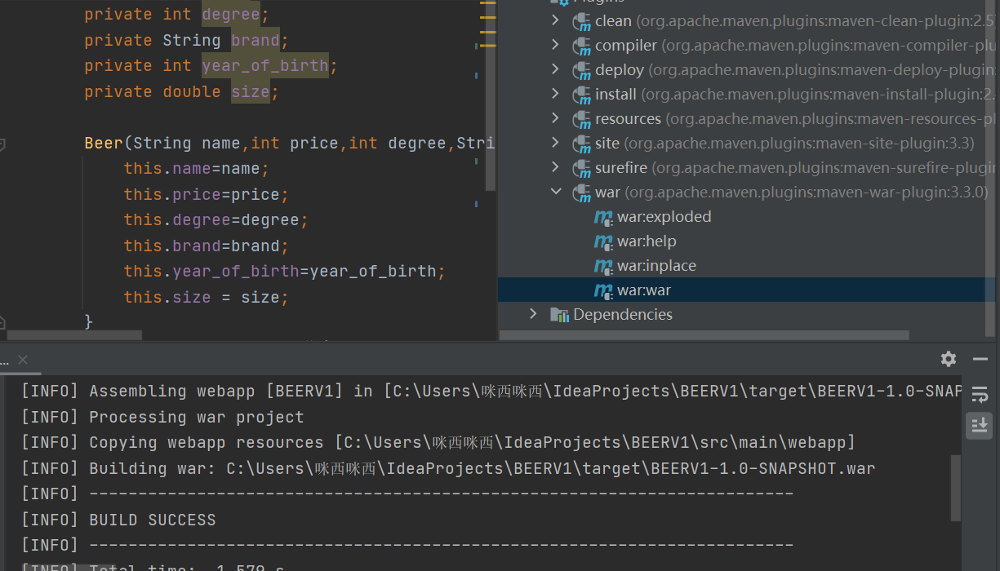 private int degree;
private String brand;
private int year_of_birth;
private double size;
Beer(String name,int price,int degree,Stri
this.name=name;
this.price=price;
this.degree=degree;
this.brand=brand;
this.year_of_birth=year_of_birth;
this.size = size;
}
Plugins
clean (org.apache.maven.plugins:maven-clean-plugin:2.5
compiler (org.apache.maven.plugins:maven-compiler-plu
deploy (org.apache.maven.plugins:maven-deploy-plugin:
install (org.apache.maven.plugins:maven-install-plugin:2.
resources (org.apache.maven.plugins:maven-resources-pl
site (org.apache.maven.plugins:maven-site-plugin:3.3)
surefire (org.apache.maven.plugins:maven-surefire-plugin
war (org.apache.maven.plugins:maven-war-plugin:3.3.0)
war:exploded
war:help
war:inplace
war:war
Dependencies
...
[INFO] Assembling webapp [BEERV1] in [C:\Users\咪西咪西\IdeaProjects\BEERV1\target\BEERV1-1.0-SNAP
[INFO] Processing war project
[INFO] Copying webapp resources [C:\Users\咪西咪西\IdeaProjects\BEERV1\src\main\webapp]
[INFO] Building war: C:\Users\咪西咪西\IdeaProjects\BEERV1\target\BEERV1-1.0-SNAPSHOT.war
[INFO] ------------------------------------------------------------------------
[INFO] BUILD SUCCESS
[INFO] ------------------------------------------------------------------------
[INFO] Total time:  1.579 s